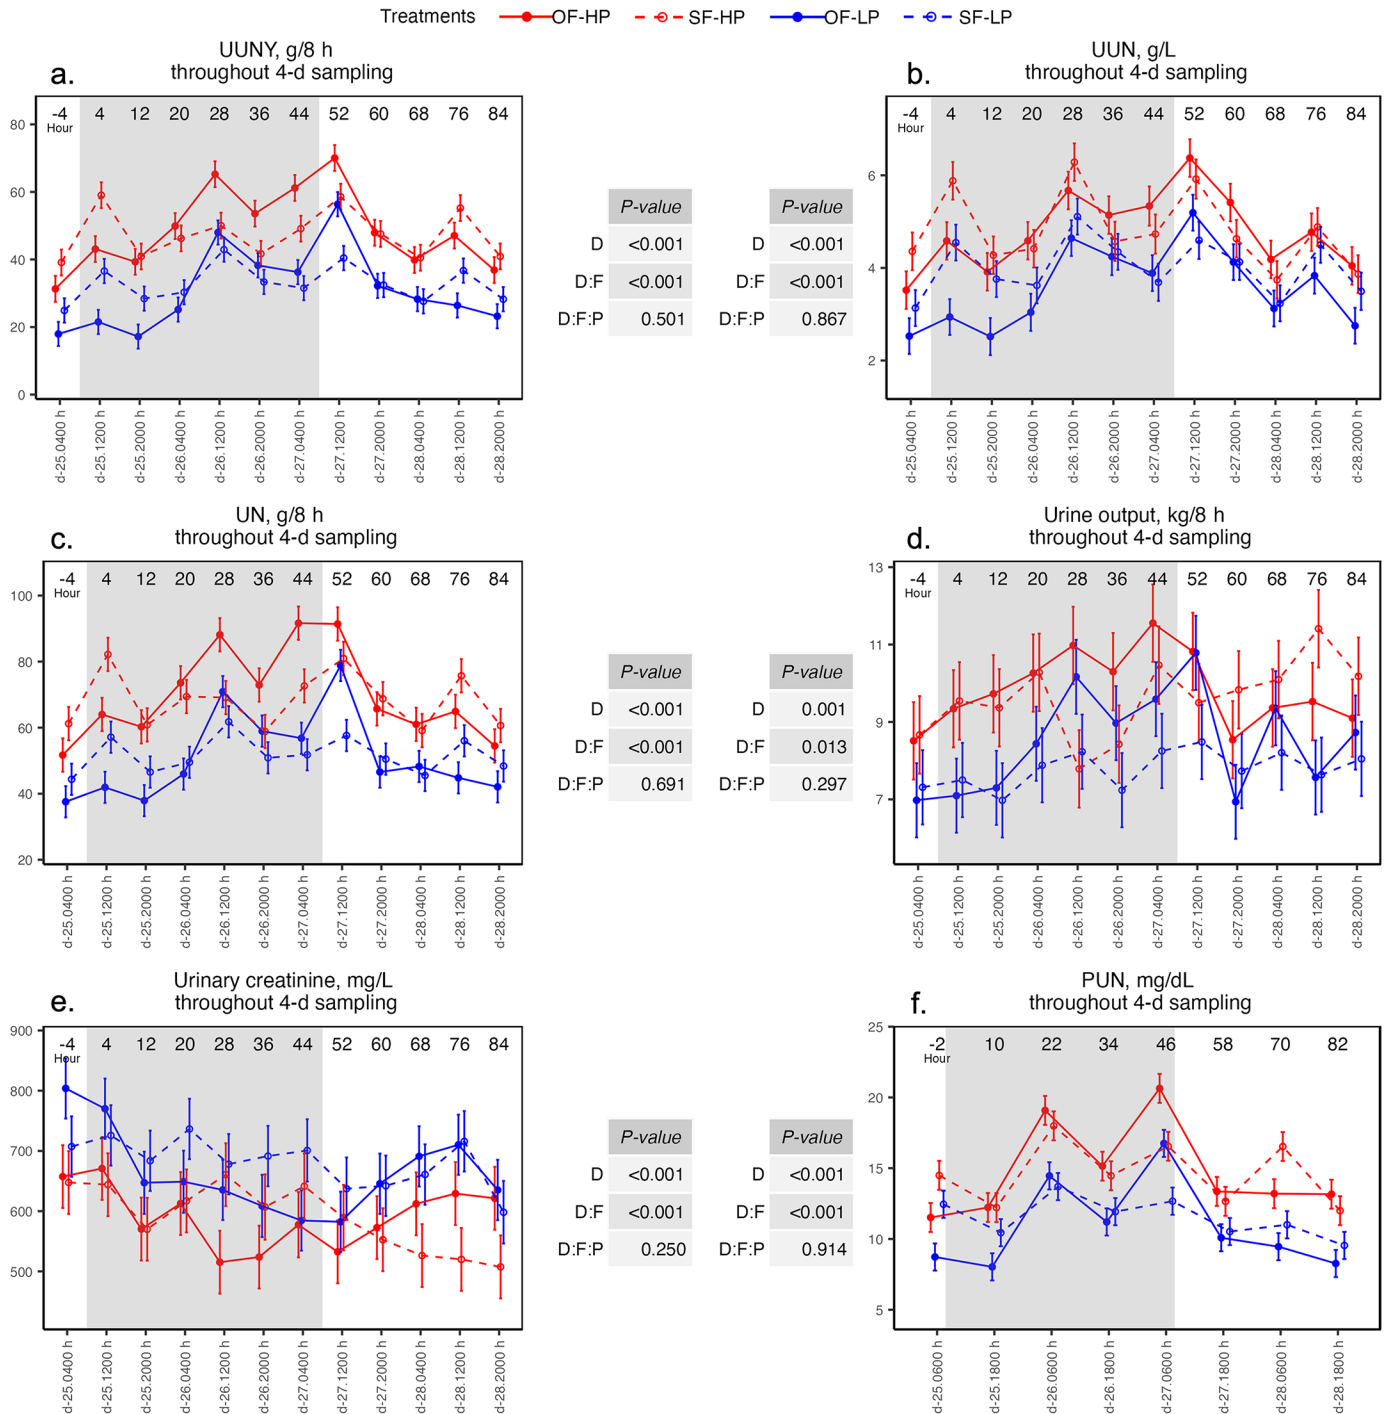 Treatments OF-HP SF-HP OF-LP SF-LP
a.
UUNY, g/8 h
throughout 4-d sampling
-4 4 12 20 28 36 44 52 60 68 76 84
Hour
80
60
40
20
0
d-25.0400 h
d-25.1200 h
d-25.2000 h
d-26.0400 h
d-26.1200 h
d-26.2000 h
d-27.0400 h
d-27.1200 h
d-27.2000 h
d-28.0400 h
d-28.1200 h
d-28.2000 h
P-value
D <0.001
D:F <0.001
D:F:P 0.501
P-value
D <0.001
D:F <0.001
D:F:P 0.867
b.
UUN, g/L
throughout 4-d sampling
-4 4 12 20 28 36 44 52 60 68 76 84
Hour
6
4
2
d-25.0400 h
d-25.1200 h
d-25.2000 h
d-26.0400 h
d-26.1200 h
d-26.2000 h
d-27.0400 h
d-27.1200 h
d-27.2000 h
d-28.0400 h
d-28.1200 h
d-28.2000 h
c.
UN, g/8 h
throughout 4-d sampling
-4 4 12 20 28 36 44 52 60 68 76 84
Hour
100
80
60
40
20
d-25.0400 h
d-25.1200 h
d-25.2000 h
d-26.0400 h
d-26.1200 h
d-26.2000 h
d-27.0400 h
d-27.1200 h
d-27.2000 h
d-28.0400 h
d-28.1200 h
d-28.2000 h
P-value
D <0.001
D:F <0.001
D:F:P 0.691
P-value
D 0.001
D:F 0.013
D:F:P 0.297
d.
Urine output, kg/8 h
throughout 4-d sampling
-4 4 12 20 28 36 44 52 60 68 76 84
Hour
13
11
9
7
d-25.0400 h
d-25.1200 h
d-25.2000 h
d-26.0400 h
d-26.1200 h
d-26.2000 h
d-27.0400 h
d-27.1200 h
d-27.2000 h
d-28.0400 h
d-28.1200 h
d-28.2000 h
e.
Urinary creatinine, mg/L
throughout 4-d sampling
-4 4 12 20 28 36 44 52 60 68 76 84
Hour
900
800
700
600
500
d-25.0400 h
d-25.1200 h
d-25.2000 h
d-26.0400 h
d-26.1200 h
d-26.2000 h
d-27.0400 h
d-27.1200 h
d-27.2000 h
d-28.0400 h
d-28.1200 h
d-28.2000 h
P-value
D <0.001
D:F <0.001
D:F:P 0.250
P-value
D <0.001
D:F <0.001
D:F:P 0.914
f.
PUN, mg/dL
throughout 4-d sampling
-2 10 22 34 46 58 70 82
Hour
25
20
15
10
5
d-25.0600 h
d-25.1800 h
d-26.0600 h
d-26.1800 h
d-27.0600 h
d-27.1800 h
d-28.0600 h
d-28.1800 h